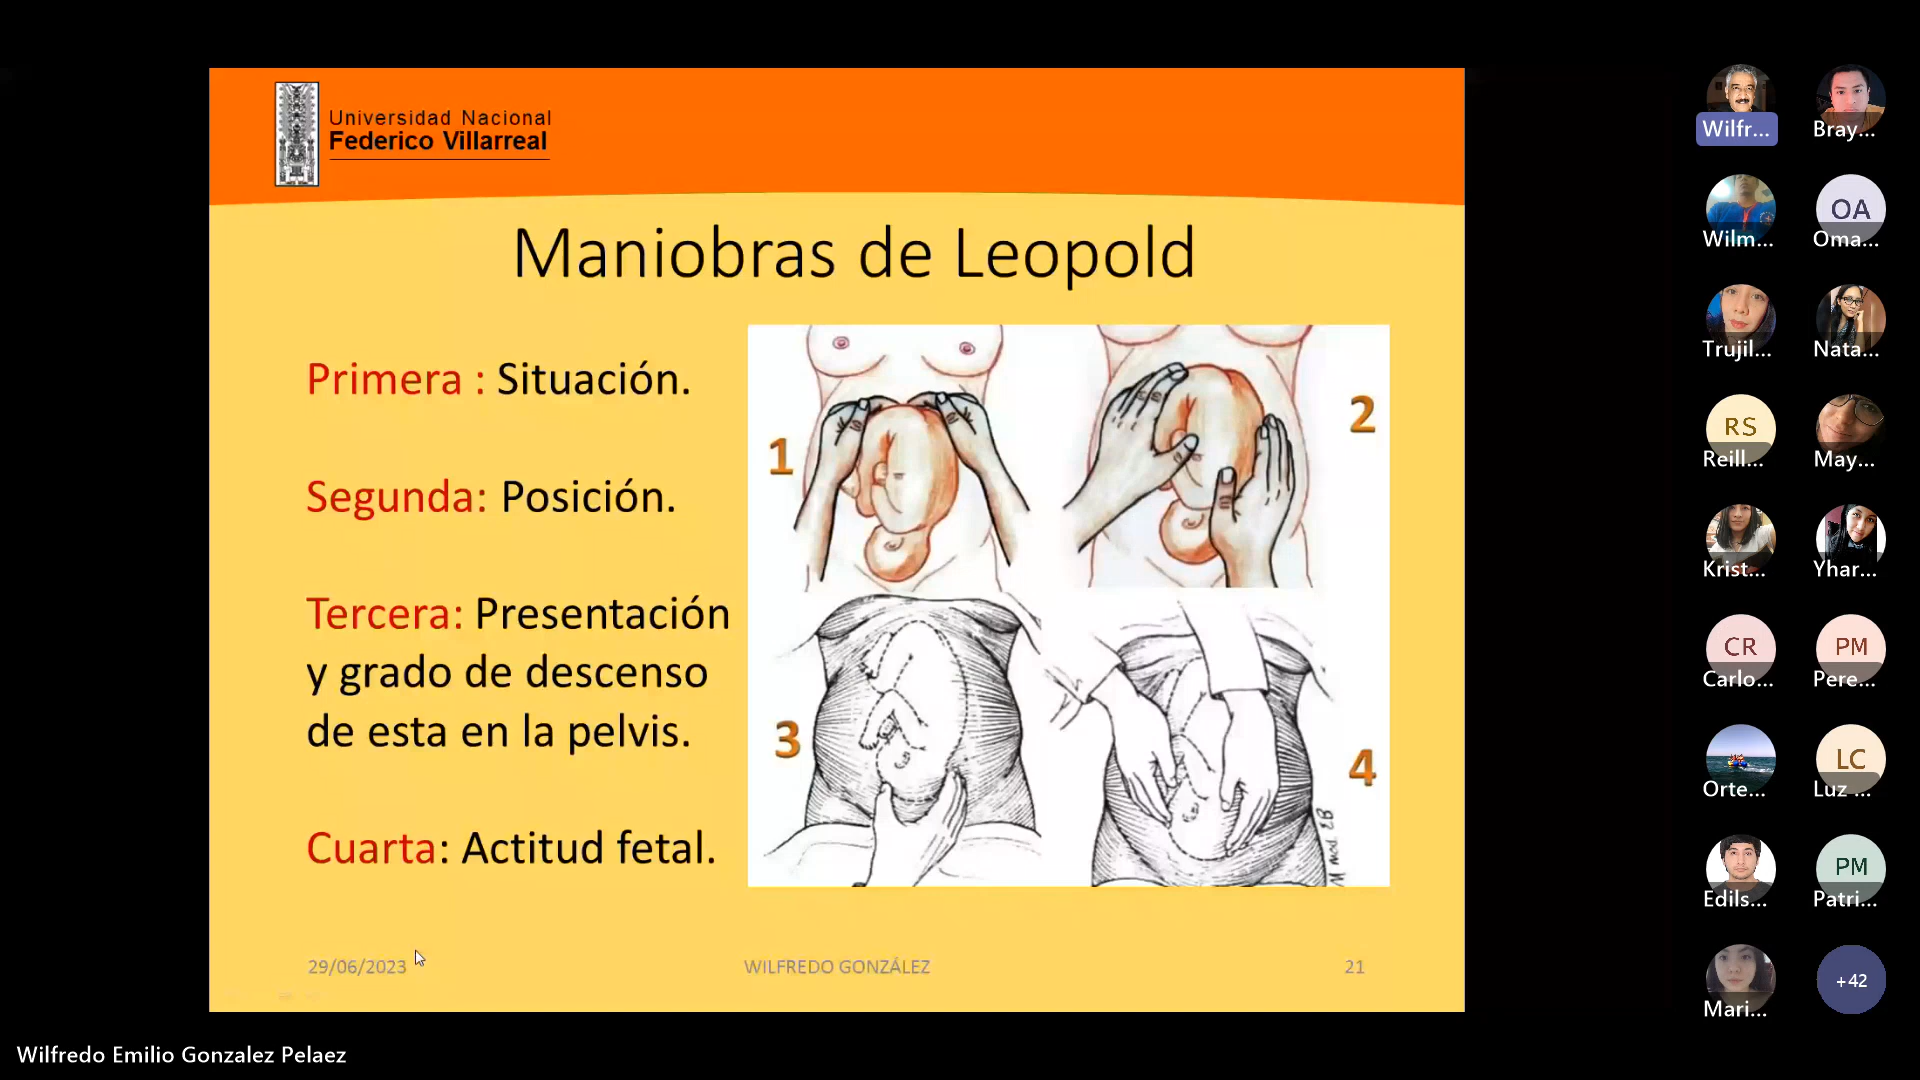 Universidad Nacional
Federico Villarreal
Maniobras de Leopold
Primera : Situación.
Segunda: Posición.
Tercera: Presentación
y grado de descenso
de esta en la pelvis.
Cuarta: Actitud fetal.
1
2
3
4
29/06/2023
WILFREDO GONZÁLEZ
21
Wilfredo Emilio Gonzalez Pelaez
Wilfr...
Bray...
Wilm...
OA
Oma...
Trujil...
Nata...
RS
Reill...
May...
Krist...
Yhar...
CR
Carlo...
PM
Pere...
Orte...
LC
Luz ...
Edils...
PM
Patri...
Mari...
+42